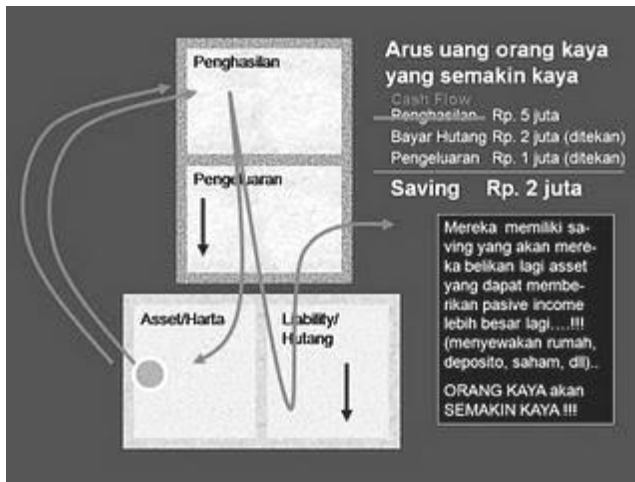 Penghasilan
Pengeluaran
Asset/Harta
Liability/
Hutang
Arus uang orang kaya
yang semakin kaya
Cash Flow
Penghasilan Rp. 5 juta
Bayar Hutang Rp. 2 juta (ditekan)
Pengeluaran Rp. 1 juta (ditekan)
Saving Rp. 2 juta
Mereka memiliki sa-
ving yang akan mere-
ka belikan lagi asset
yang dapat membe-
rikan pasive income
lebih besar lagi....!!!
(menyewakan rumah,
deposito, saham, dll)..
ORANG KAYA akan
SEMAKIN KAYA !!!